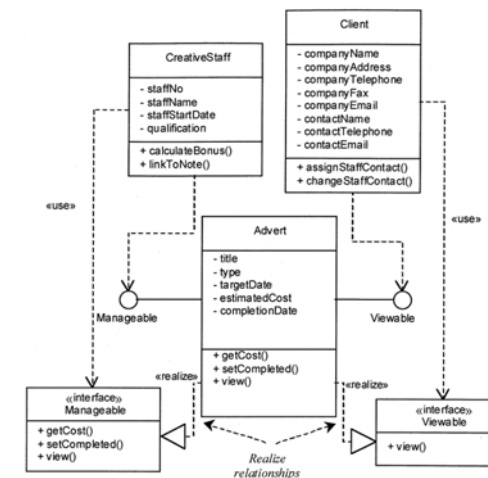 CreativeStaff
- staffNo
- staffName
- staffStartDate
- qualification
+ calculateBonus()
+ linkToNote()
Client
- companyName
- companyAddress
- companyTelephone
- companyFax
- companyEmail
- contactName
- contactTelephone
- contactEmail
+ assignStaffContact()
+ changeStaffContact()
«use»
«use»
Advert
- title
- type
- targetDate
- estimatedCost
- completionDate
+ getCost()
+ setCompleted()
+ view()
Manageable
Viewable
«realize»
«realize»
«interface»
Manageable
+ getCost()
+ setCompleted()
+ view()
«interface»
Viewable
+ view()
Realize
relationships